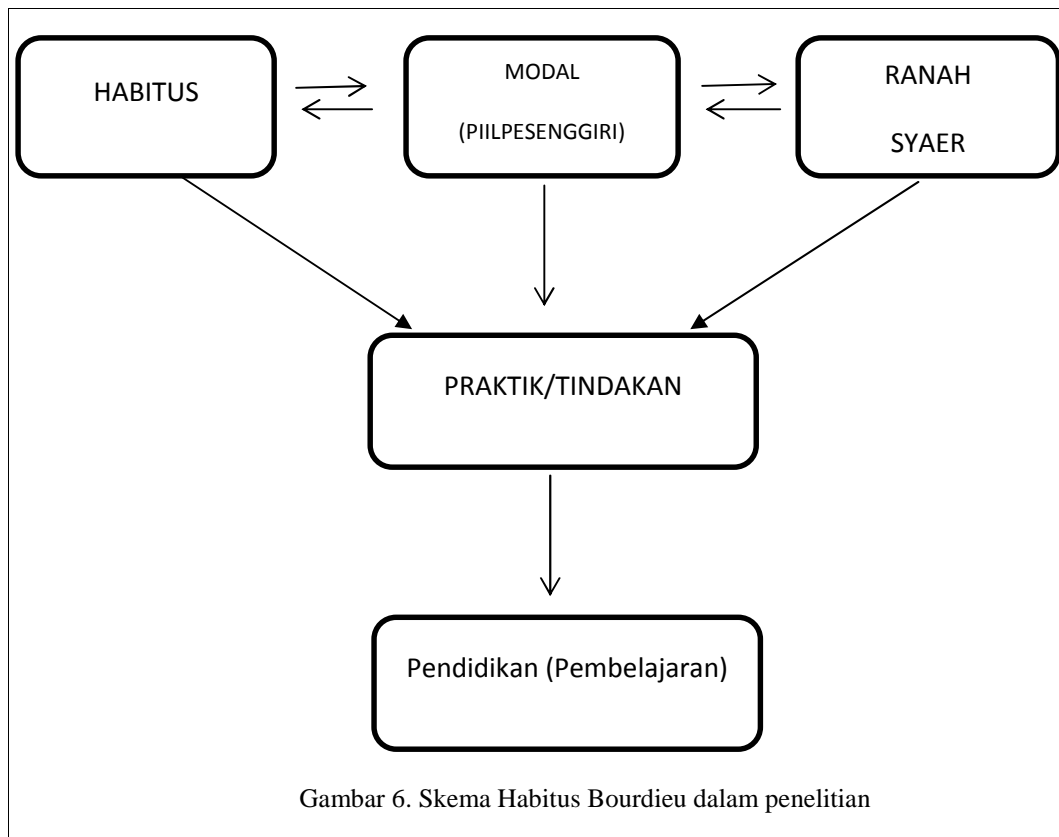 HABITUS
MODAL
(PIILPESENGGIRI)
RANAH
SYAER
PRAKTIK/TINDAKAN
Pendidikan (Pembelajaran)
Gambar 6. Skema Habitus Bourdieu dalam penelitian